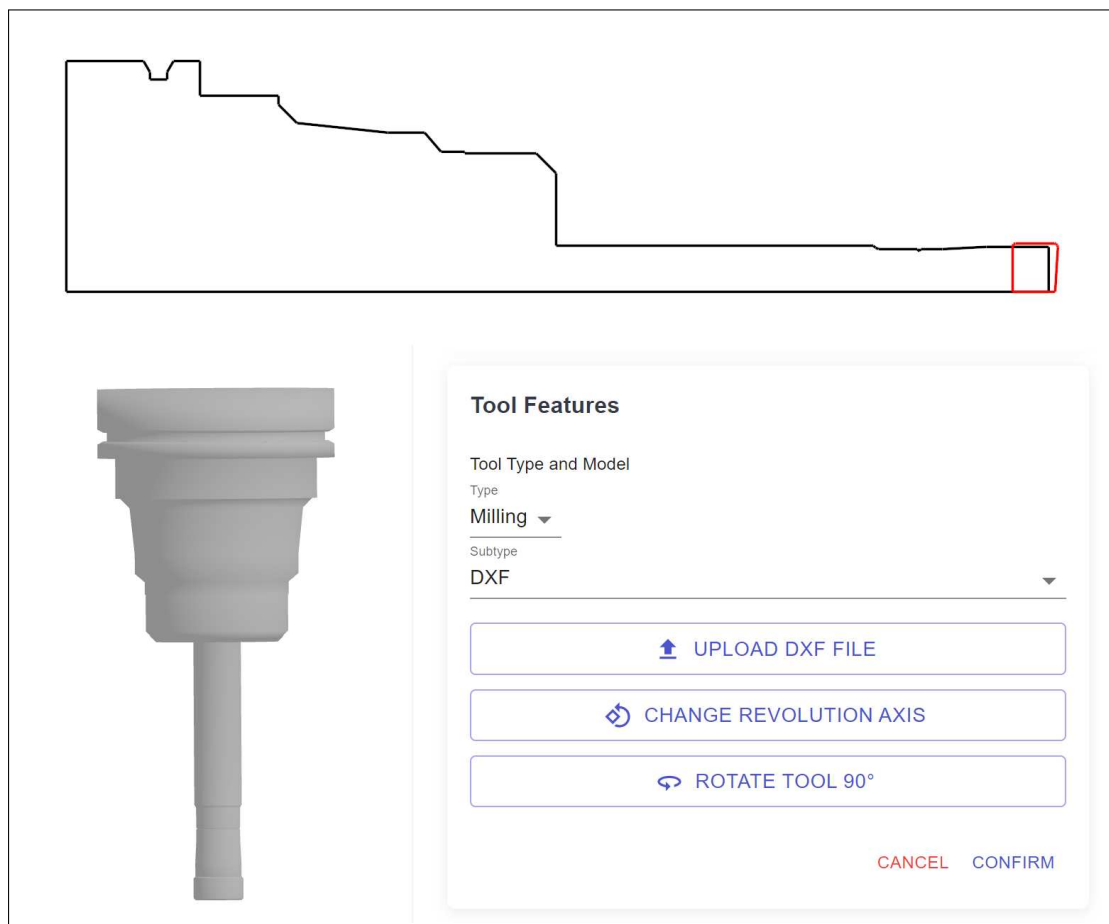 Tool Features
Tool Type and Model
Type
Milling
Subtype
DXF
UPLOAD DXF FILE
CHANGE REVOLUTION AXIS
ROTATE TOOL 90°
CANCEL CONFIRM